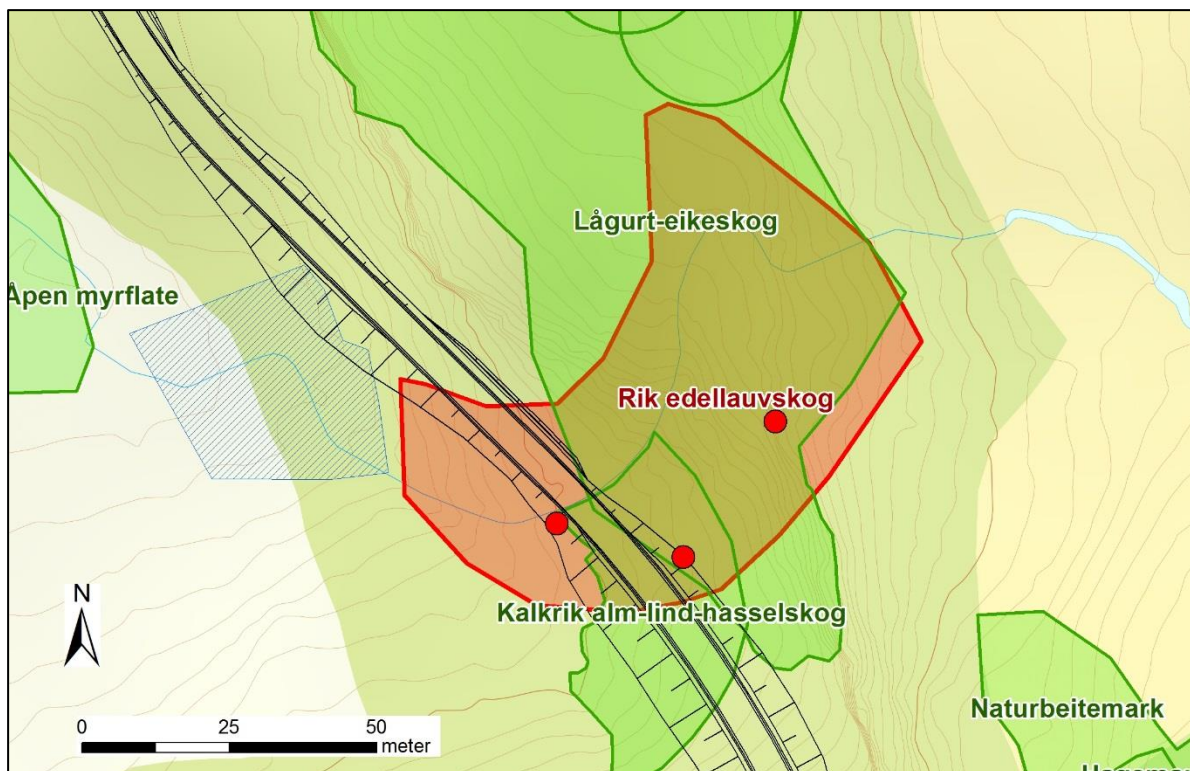 Lågurt-eikeskog
Åpen myrflate
Rik edellauvskog
N
Kalkrik alm-lind-hasselskog
0 25 50
meter
Naturbeitemark